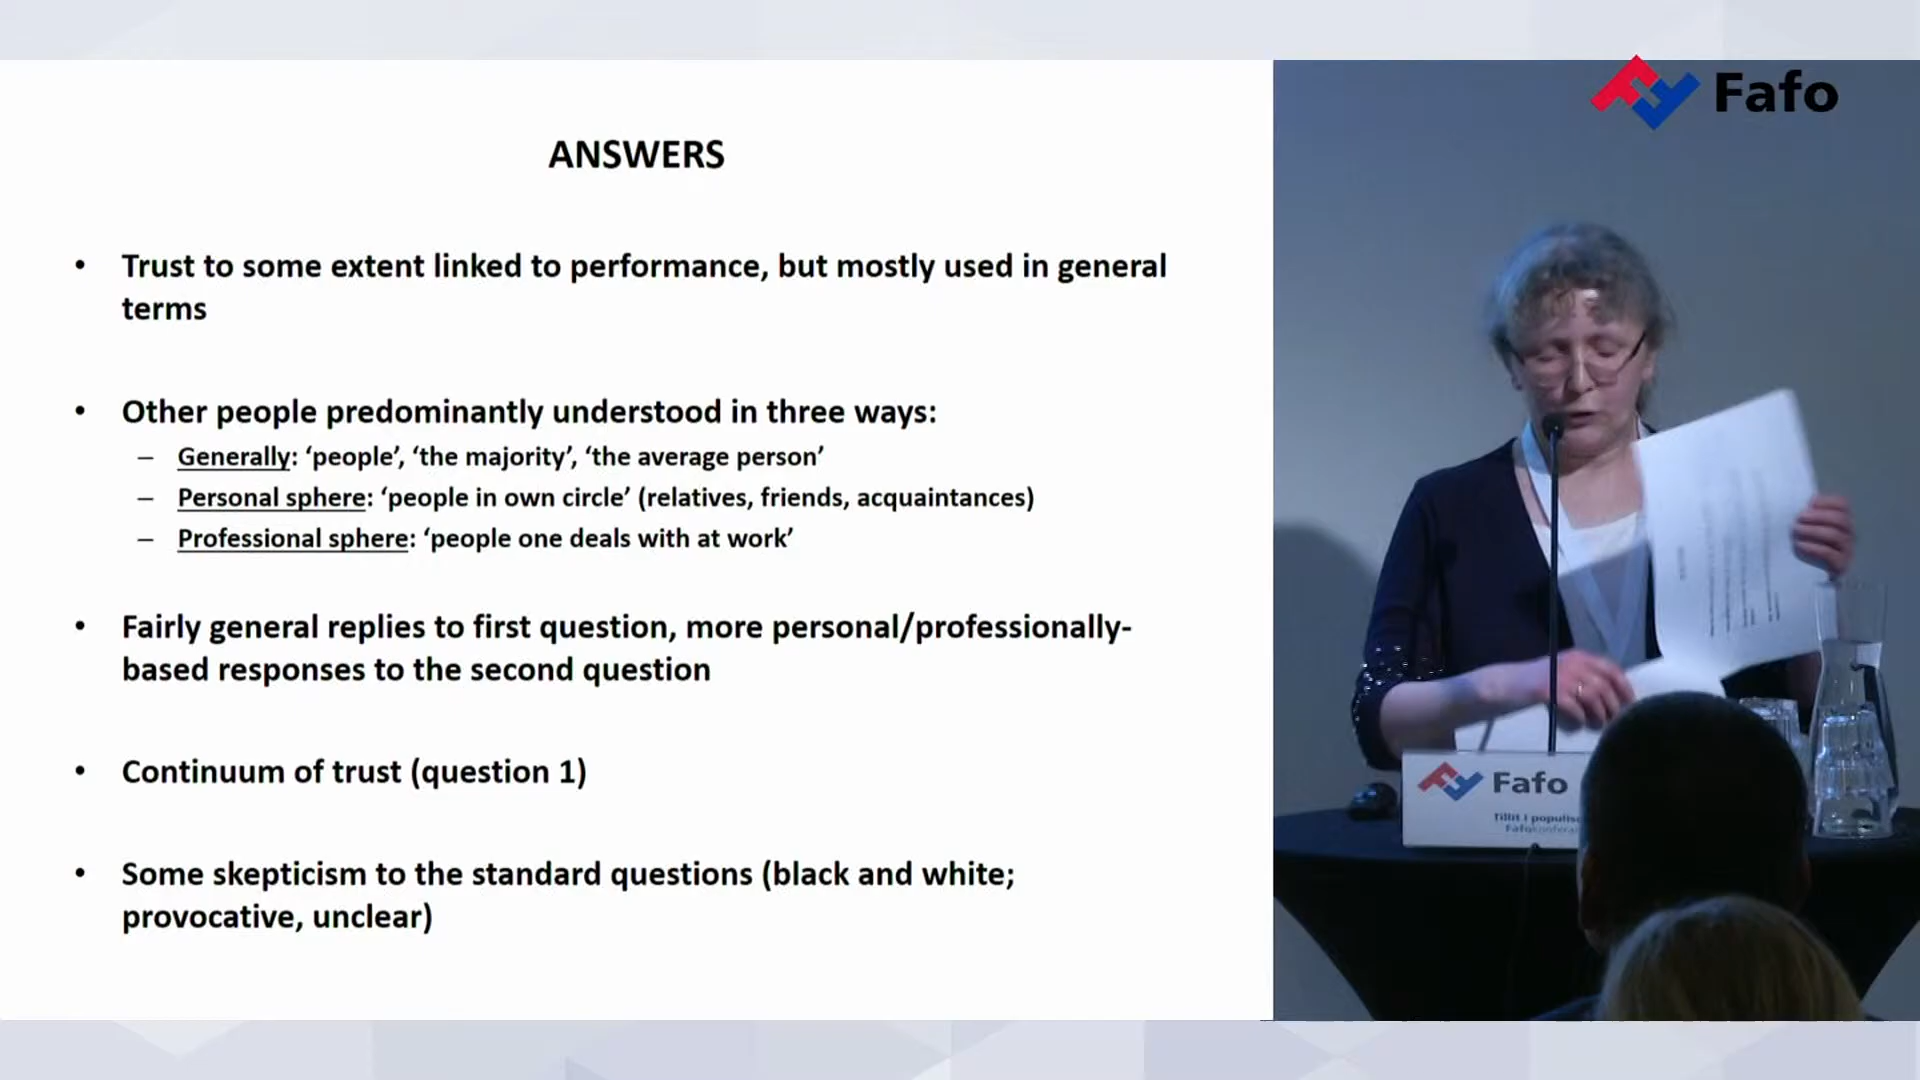 Fafo
ANSWERS
• Trust to some extent linked to performance, but mostly used in general
terms
• Other people predominantly understood in three ways:
– Generally: ‘people’, ‘the majority’, ‘the average person’
– Personal sphere: ‘people in own circle’ (relatives, friends, acquaintances)
– Professional sphere: ‘people one deals with at work’
• Fairly general replies to first question, more personal/professionally-
based responses to the second question
• Continuum of trust (question 1)
• Some skepticism to the standard questions (black and white;
provocative, unclear)
Fafo
Tillit i